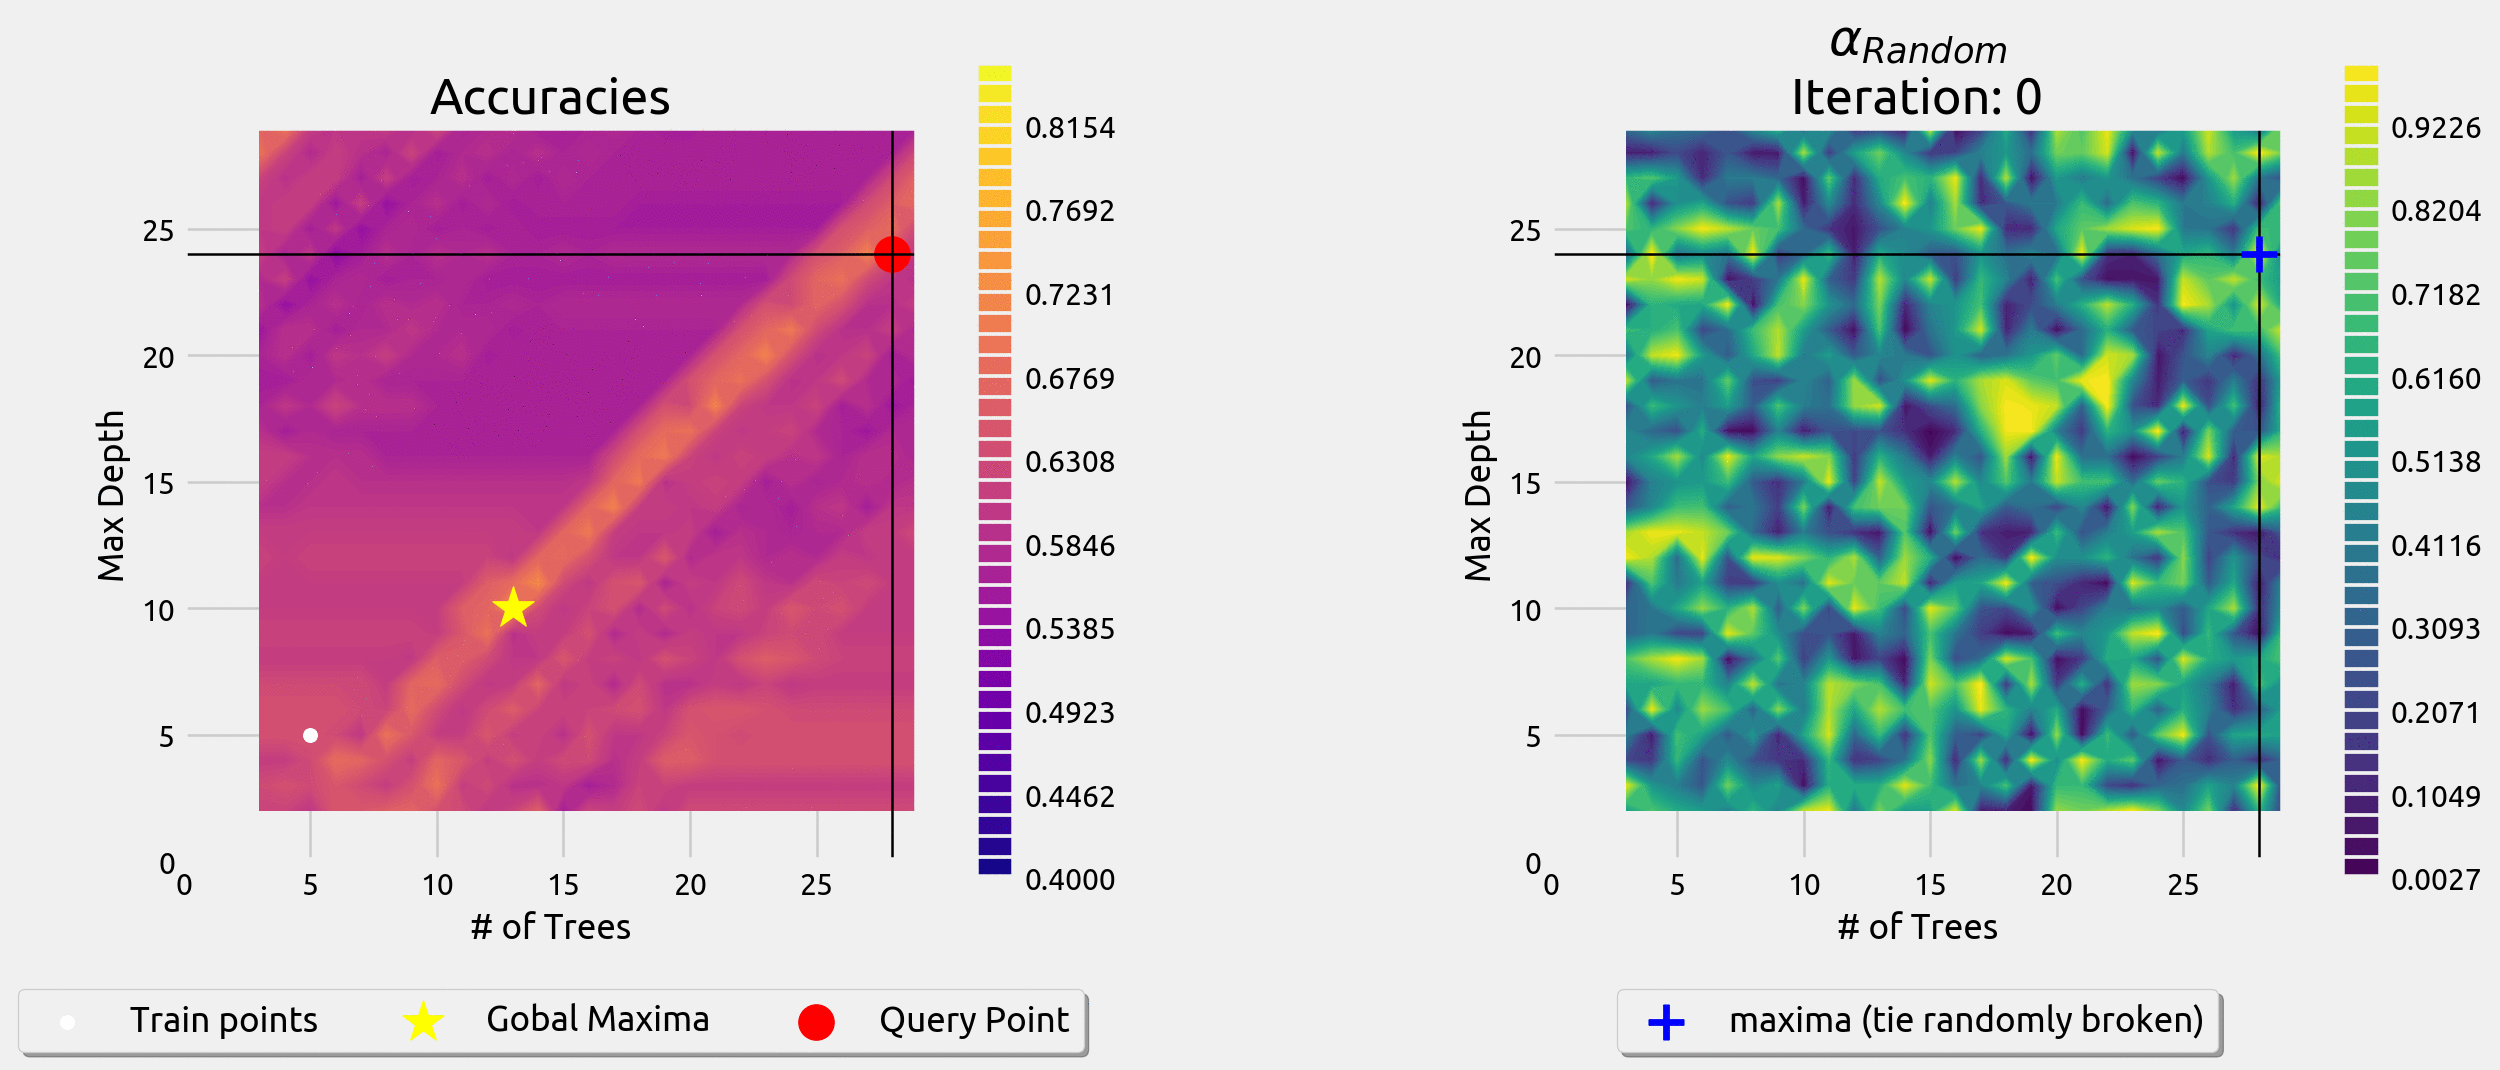 Accuracies
Max Depth
25
20
15
10
5
0
0 5 10 15 20 25
# of Trees
0.8154
0.7692
0.7231
0.6769
0.6308
0.5846
0.5385
0.4923
0.4462
0.4000
Train points Gobal Maxima Query Point
α_Random
Iteration: 0
Max Depth
25
20
15
10
5
0
0 5 10 15 20 25
# of Trees
0.9226
0.8204
0.7182
0.6160
0.5138
0.4116
0.3093
0.2071
0.1049
0.0027
maxima (tie randomly broken)